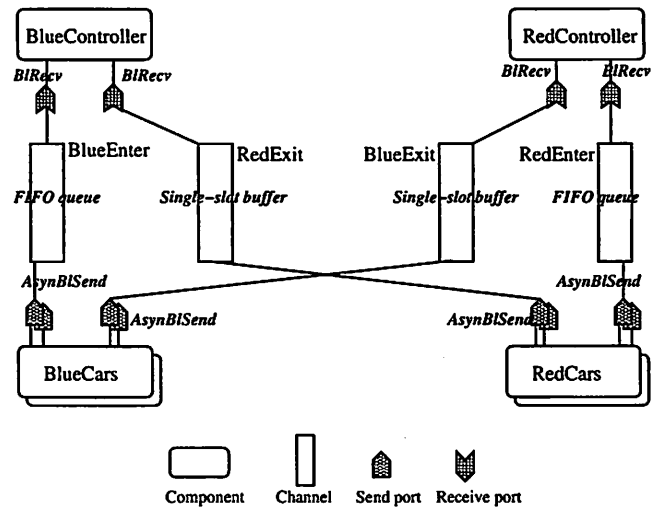 BlueController
RedController
BlRecv
BlRecv
BlRecv
BlRecv
BlueEnter
RedExit
BlueExit
RedEnter
FIFO queue
Single-slot buffer
Single-slot buffer
FIFO queue
AsynBlSend
AsynBlSend
AsynBlSend
AsynBlSend
BlueCars
RedCars
Component
Channel
Send port
Receive port